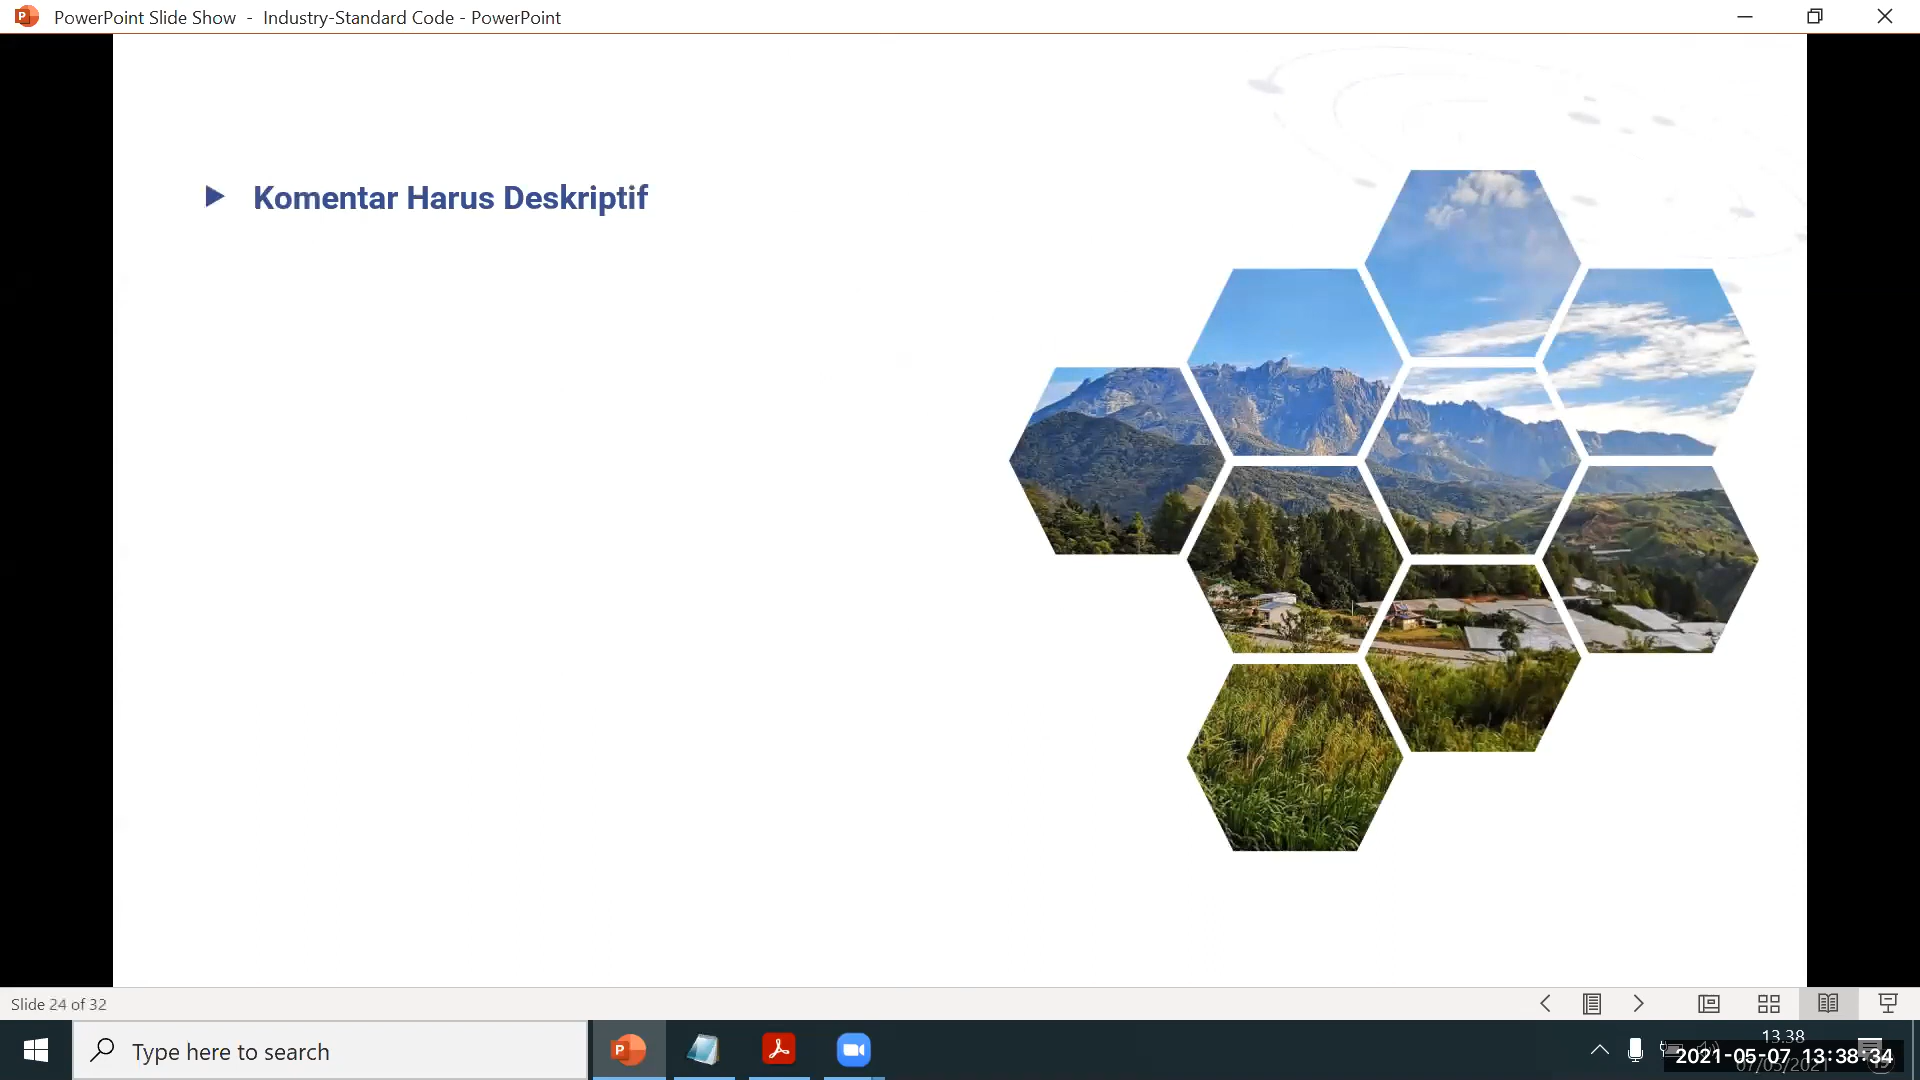 PowerPoint Slide Show - Industry-Standard Code - PowerPoint
Komentar Harus Deskriptif
Slide 24 of 32
Type here to search
13.38
2021-05-07 13:38:34